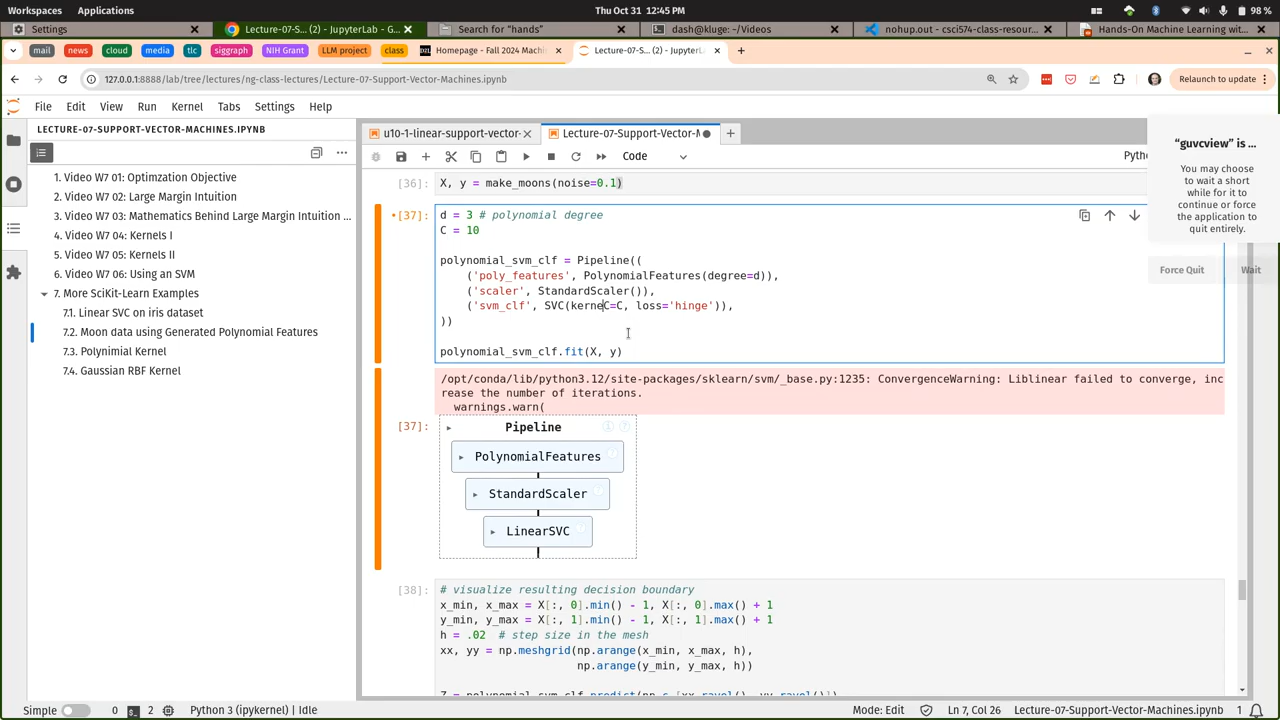 Workspaces Applications Thu Oct 31 12:45 PM 98 %
Settings Lecture-07-S... (2) - JupyterLab - G... Search for "hands" dash@kluge: ~/Videos nohup.out - csci574-class-resour... Hands-On Machine Learning wit...
mail news cloud media tlc siggraph NIH Grant LLM project class Homepage - Fall 2024 Machin... Lecture-07-S... (2) - JupyterL...
127.0.0.1:8888/lab/tree/lectures/ng-class-lectures/Lecture-07-Support-Vector-Machines.ipynb Relaunch to update
File Edit View Run Kernel Tabs Settings Help
LECTURE-07-SUPPORT-VECTOR-MACHINES.IPYNB
1. Video W7 01: Optimzation Objective
2. Video W7 02: Large Margin Intuition
3. Video W7 03: Mathematics Behind Large Margin Intuition ...
4. Video W7 04: Kernels I
5. Video W7 05: Kernels II
6. Video W7 06: Using an SVM
7. More SciKit-Learn Examples
7.1. Linear SVC on iris dataset
7.2. Moon data using Generated Polynomial Features
7.3. Polynimial Kernel
7.4. Gaussian RBF Kernel
u10-1-linear-support-vector- Lecture-07-Support-Vector-M
Code Pytho
[36]: X, y = make_moons(noise=0.1)
[37]: d = 3 # polynomial degree
C = 10
polynomial_svm_clf = Pipeline((
('poly_features', PolynomialFeatures(degree=d)),
('scaler', StandardScaler()),
('svm_clf', SVC(kerneC=C, loss='hinge')),
))
polynomial_svm_clf.fit(X, y)
/opt/conda/lib/python3.12/site-packages/sklearn/svm/_base.py:1235: ConvergenceWarning: Liblinear failed to converge, inc
rease the number of iterations.
warnings.warn(
[37]: Pipeline
PolynomialFeatures
StandardScaler
LinearSVC
[38]: # visualize resulting decision boundary
x_min, x_max = X[:, 0].min() - 1, X[:, 0].max() + 1
y_min, y_max = X[:, 1].min() - 1, X[:, 1].max() + 1
h = .02 # step size in the mesh
xx, yy = np.meshgrid(np.arange(x_min, x_max, h),
np.arange(y_min, y_max, h))
Z = polynomial_svm_clf.predict(np.c_[xx.ravel(), yy.ravel()])
"guvcview" is ...
You may choose
to wait a short
while for it to
continue or force
the application to
quit entirely.
Force Quit Wait
Simple 0 2 Python 3 (ipykernel) | Idle Mode: Edit Ln 7, Col 26 Lecture-07-Support-Vector-Machines.ipynb 1